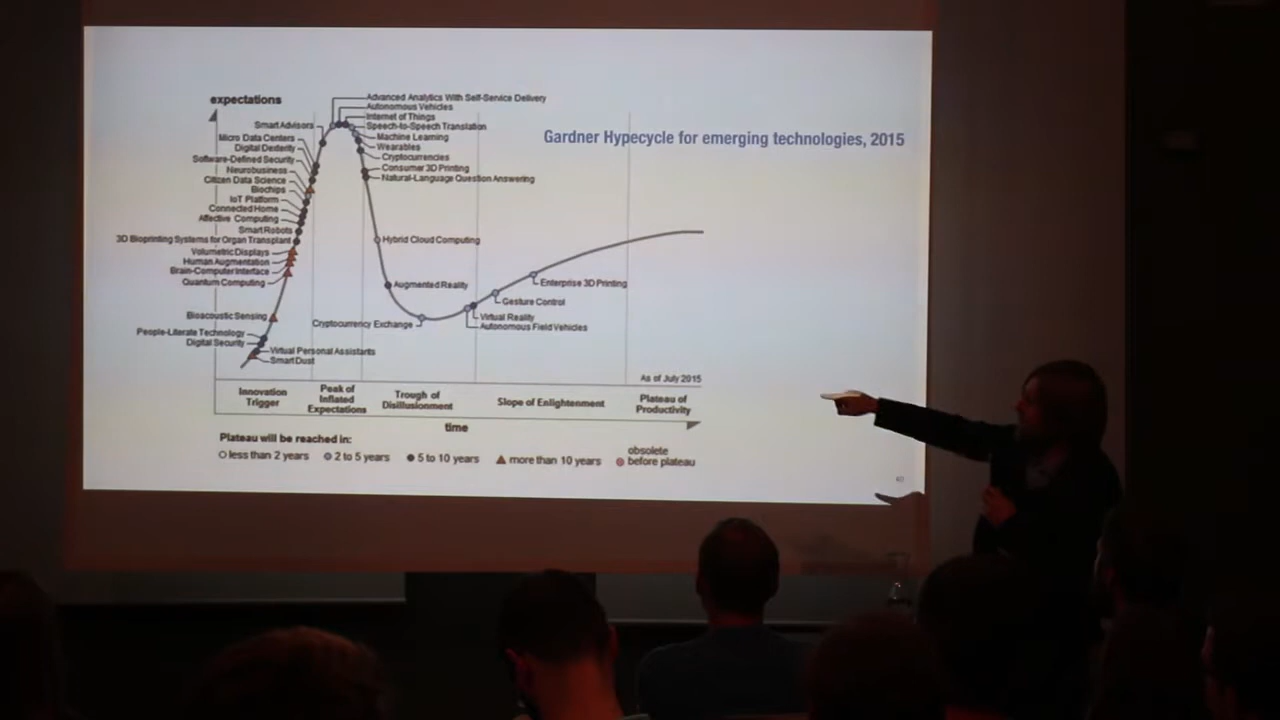 expectations
Gardner Hypecycle for emerging technologies, 2015
Advanced Analytics With Self-Service Delivery
Autonomous Vehicles
Internet of Things
Speech-to-Speech Translation
Machine Learning
Wearables
Cryptocurrencies
Consumer 3D Printing
Natural-Language Question Answering
Smart Advisors
Micro Data Centers
Digital Dexterity
Software-Defined Security
Neurobusiness
Citizen Data Science
Biochips
IoT Platform
Connected Home
Affective Computing
Smart Robots
3D Bioprinting Systems for Organ Transplant
Volumetric Displays
Human Augmentation
Brain-Computer Interface
Quantum Computing
Bioacoustic Sensing
People-Literate Technology
Digital Security
Virtual Personal Assistants
Smart Dust
Hybrid Cloud Computing
Augmented Reality
Cryptocurrency Exchange
Enterprise 3D Printing
Gesture Control
Virtual Reality
Autonomous Field Vehicles
As of July 2015
Innovation
Trigger
Peak of
Inflated
Expectations
Trough of
Disillusionment
Slope of Enlightenment
Plateau of
Productivity
time
Plateau will be reached in:
less than 2 years
2 to 5 years
5 to 10 years
more than 10 years
obsolete
before plateau